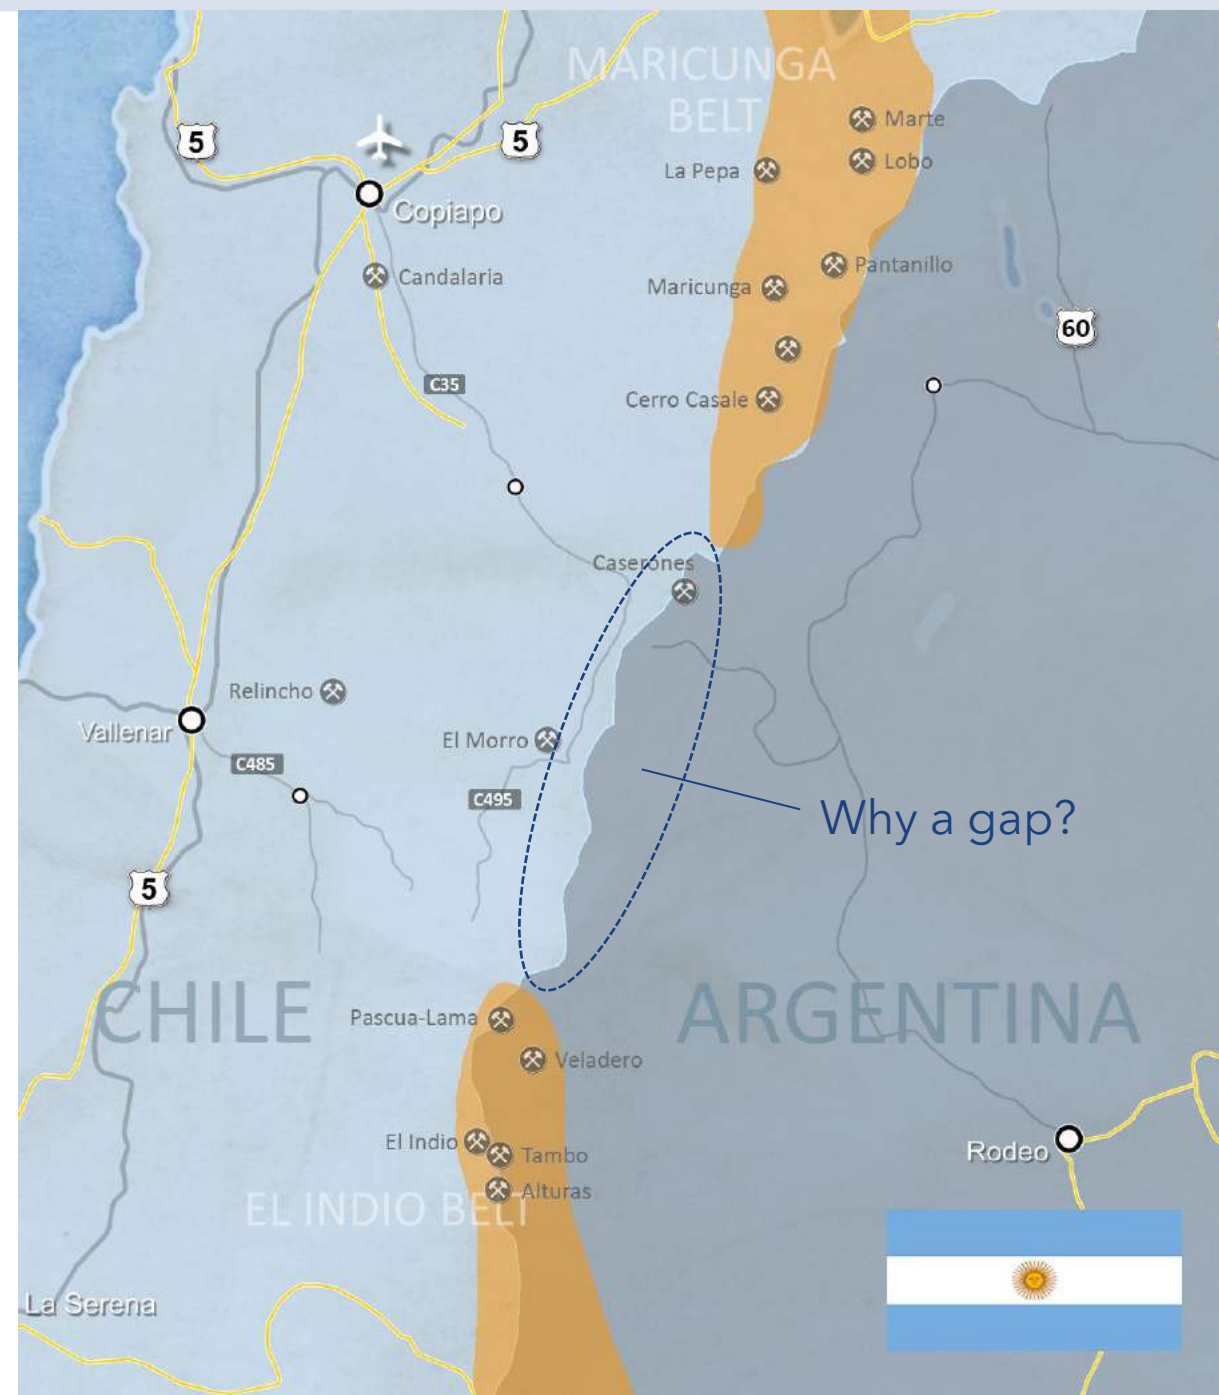 MARICUNGA
BELT
5
5
Marte
La Pepa
Lobo
Copiapo
Candalaria
Pantanillo
Maricunga
60
C35
Cerro Casale
Caserones
Relincho
Vallenar
El Morro
C485
C495
Why a gap?
5
CHILE
ARGENTINA
Pascua-Lama
Veladero
El Indio
Tambo
Rodeo
Alturas
EL INDIO BELT
La Serena